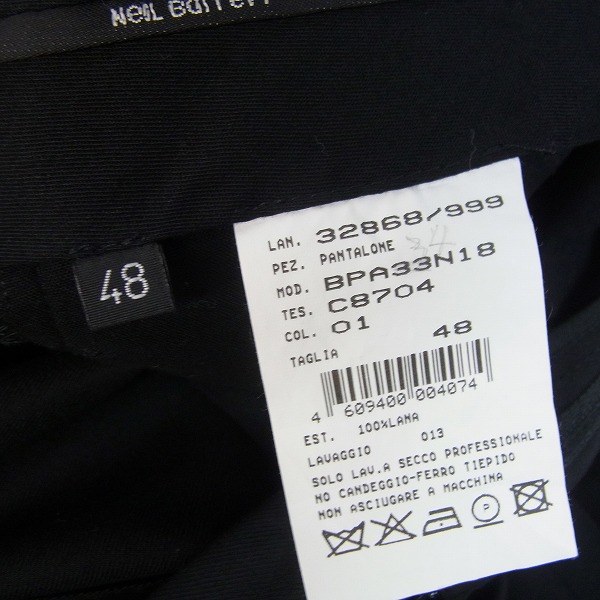 Neil Barrett
48
LAN. 32868/999
PEZ. PANTALONE
MOD. BPA33N18
TES. C8704
COL. 01
TAGLIA 48
4 609400 004074
EST. 100%LANA
LAVAGGIO 013
SOLO LAV.A SECCO PROFESSIONALE
NO CANDEGGIO-FERRO TIEPIDO
NON ASCIUGARE A MACCHINA
P